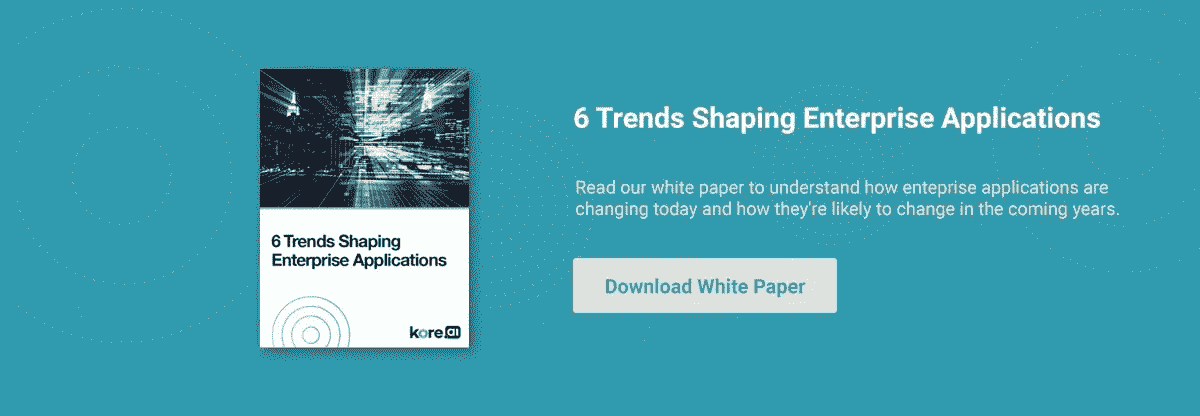 6 Trends Shaping
Enterprise Applications
kore.ai
6 Trends Shaping Enterprise Applications
Read our white paper to understand how enteprise applications are
changing today and how they're likely to change in the coming years.
Download White Paper